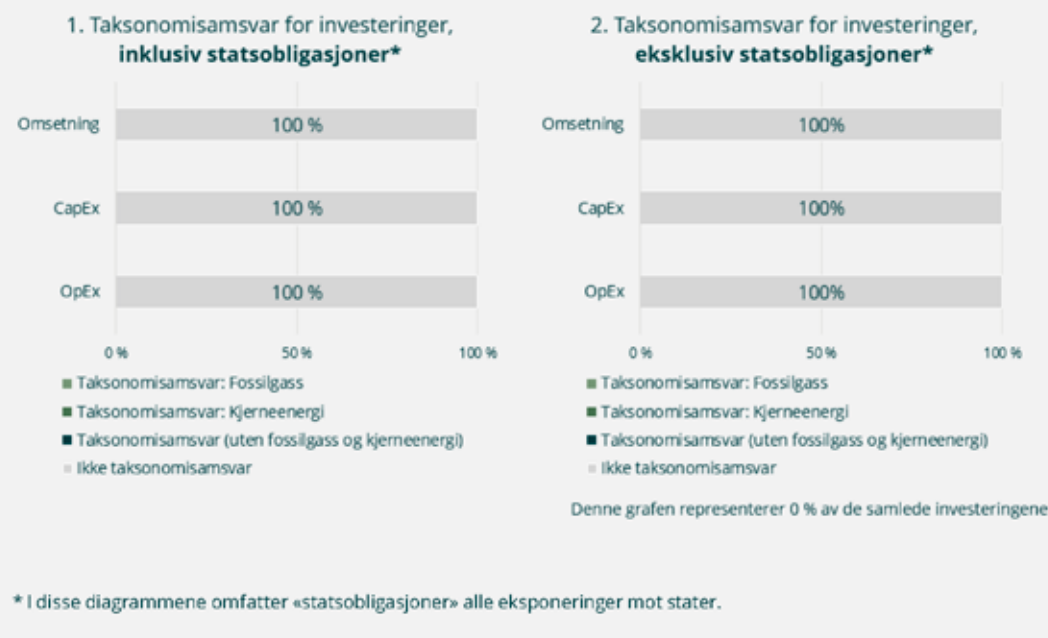 1. Taksonomisamsvar for investeringer,
inklusiv statsobligasjoner*
Omsetning
100 %
CapEx
100 %
OpEx
100 %
0 %
50 %
100 %
Taksonomisamsvar: Fossilgass
Taksonomisamsvar: Kjerneenergi
Taksonomisamsvar (uten fossilgass og kjerneenergi)
Ikke taksonomisamsvar
2. Taksonomisamsvar for investeringer,
eksklusiv statsobligasjoner*
Omsetning
100%
CapEx
100%
OpEx
100%
0 %
50 %
100 %
Taksonomisamsvar: Fossilgass
Taksonomisamsvar: Kjerneenergi
Taksonomisamsvar (uten fossilgass og kjerneenergi)
Ikke taksonomisamsvar
Denne grafen representerer 0 % av de samlede investeringene
* I disse diagrammene omfatter «statsobligasjoner» alle eksponeringer mot stater.